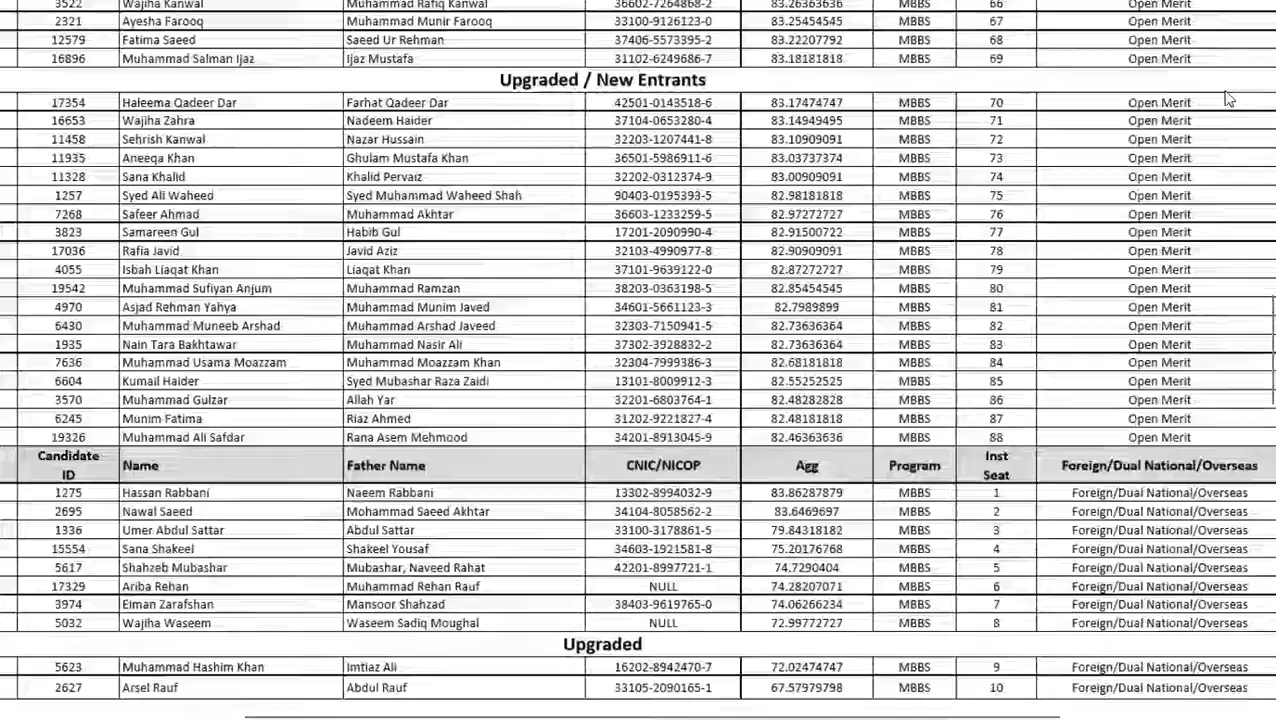 3522 Wajiha Kanwal Muhammad Rafiq Kanwal 36602-7264868-2 83.26363636 MBBS 66 Open Merit
2321 Ayesha Farooq Muhammad Munir Farooq 33100-9126123-0 83.25454545 MBBS 67 Open Merit
12579 Fatima Saeed Saeed Ur Rehman 37406-5573395-2 83.22207792 MBBS 68 Open Merit
16896 Muhammad Salman Ijaz Ijaz Mustafa 31102-6249686-7 83.18181818 MBBS 69 Open Merit
Upgraded / New Entrants
17354 Haleema Qadeer Dar Farhat Qadeer Dar 42501-0143518-6 83.17474747 MBBS 70 Open Merit
16653 Wajiha Zahra Nadeem Haider 37104-0653280-4 83.14949495 MBBS 71 Open Merit
11458 Sehrish Kanwal Nazar Hussain 32203-1207441-8 83.10909091 MBBS 72 Open Merit
11935 Aneeqa Khan Ghulam Mustafa Khan 36501-5986911-6 83.03737374 MBBS 73 Open Merit
11328 Sana Khalid Khalid Pervaiz 32202-0312374-9 83.00909091 MBBS 74 Open Merit
1257 Syed Ali Waheed Syed Muhammad Waheed Shah 90403-0195393-5 82.98181818 MBBS 75 Open Merit
7268 Safeer Ahmad Muhammad Akhtar 36603-1233259-5 82.97272727 MBBS 76 Open Merit
3823 Samareen Gul Habib Gul 17201-2090990-4 82.91500722 MBBS 77 Open Merit
17036 Rafia Javid Javid Aziz 32103-4990977-8 82.90909091 MBBS 78 Open Merit
4055 Isbah Liaqat Khan Liaqat Khan 37101-9639122-0 82.87272727 MBBS 79 Open Merit
19542 Muhammad Sufiyan Anjum Muhammad Ramzan 38203-0363198-5 82.85454545 MBBS 80 Open Merit
4970 Asjad Rehman Yahya Muhammad Munim Javed 34601-5661123-3 82.7989899 MBBS 81 Open Merit
6430 Muhammad Muneeb Arshad Muhammad Arshad Javeed 32303-7150941-5 82.73636364 MBBS 82 Open Merit
1935 Nain Tara Bakhtawar Muhammad Nasir Ali 37302-3928832-2 82.73636364 MBBS 83 Open Merit
7636 Muhammad Usama Moazzam Muhammad Moazzam Khan 32304-7999386-3 82.68181818 MBBS 84 Open Merit
6604 Kumail Haider Syed Mubashar Raza Zaidi 13101-8009912-3 82.55252525 MBBS 85 Open Merit
3570 Muhammad Gulzar Allah Yar 32201-6803764-1 82.48282828 MBBS 86 Open Merit
6245 Munim Fatima Riaz Ahmed 31202-9221827-4 82.48181818 MBBS 87 Open Merit
19326 Muhammad Ali Safdar Rana Asem Mehmood 34201-8913045-9 82.46363636 MBBS 88 Open Merit
Candidate ID Name Father Name CNIC/NICOP Agg Program Inst Seat Foreign/Dual National/Overseas
1275 Hassan Rabbani Naeem Rabbani 13302-8994032-9 83.86287879 MBBS 1 Foreign/Dual National/Overseas
2695 Nawal Saeed Mohammad Saeed Akhtar 34104-8058562-2 83.6469697 MBBS 2 Foreign/Dual National/Overseas
1336 Umer Abdul Sattar Abdul Sattar 33100-3178861-5 79.84318182 MBBS 3 Foreign/Dual National/Overseas
15554 Sana Shakeel Shakeel Yousaf 34603-1921581-8 75.20176768 MBBS 4 Foreign/Dual National/Overseas
5617 Shahzeb Mubashar Mubashar, Naveed Rahat 42201-8997721-1 74.7290404 MBBS 5 Foreign/Dual National/Overseas
17329 Ariba Rehan Muhammad Rehan Rauf NULL 74.28207071 MBBS 6 Foreign/Dual National/Overseas
3974 Eiman Zarafshan Mansoor Shahzad 38403-9619765-0 74.06266234 MBBS 7 Foreign/Dual National/Overseas
5032 Wajiha Waseem Waseem Sadiq Moughal NULL 72.99772727 MBBS 8 Foreign/Dual National/Overseas
Upgraded
5623 Muhammad Hashim Khan Imtiaz Ali 16202-8942470-7 72.02474747 MBBS 9 Foreign/Dual National/Overseas
2627 Arsel Rauf Abdul Rauf 33105-2090165-1 67.57979798 MBBS 10 Foreign/Dual National/Overseas